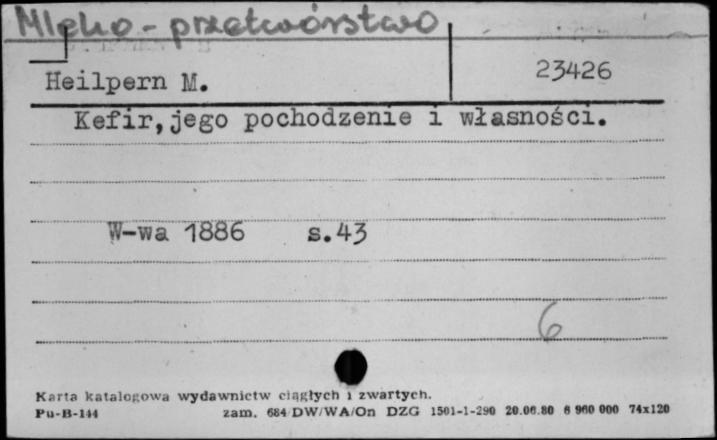 Mleko - przetwórstwo
Heilpern M.
23426
Kefir, jego pochodzenie i własności.
W-wa 1886 s.43
6
Karta katalogowa wydawnictw ciągłych i zwartych.
Pu-B-144 zam. 684/DW/WA/On DZG 1501-1-290 20.06.80 6 960 000 74x120